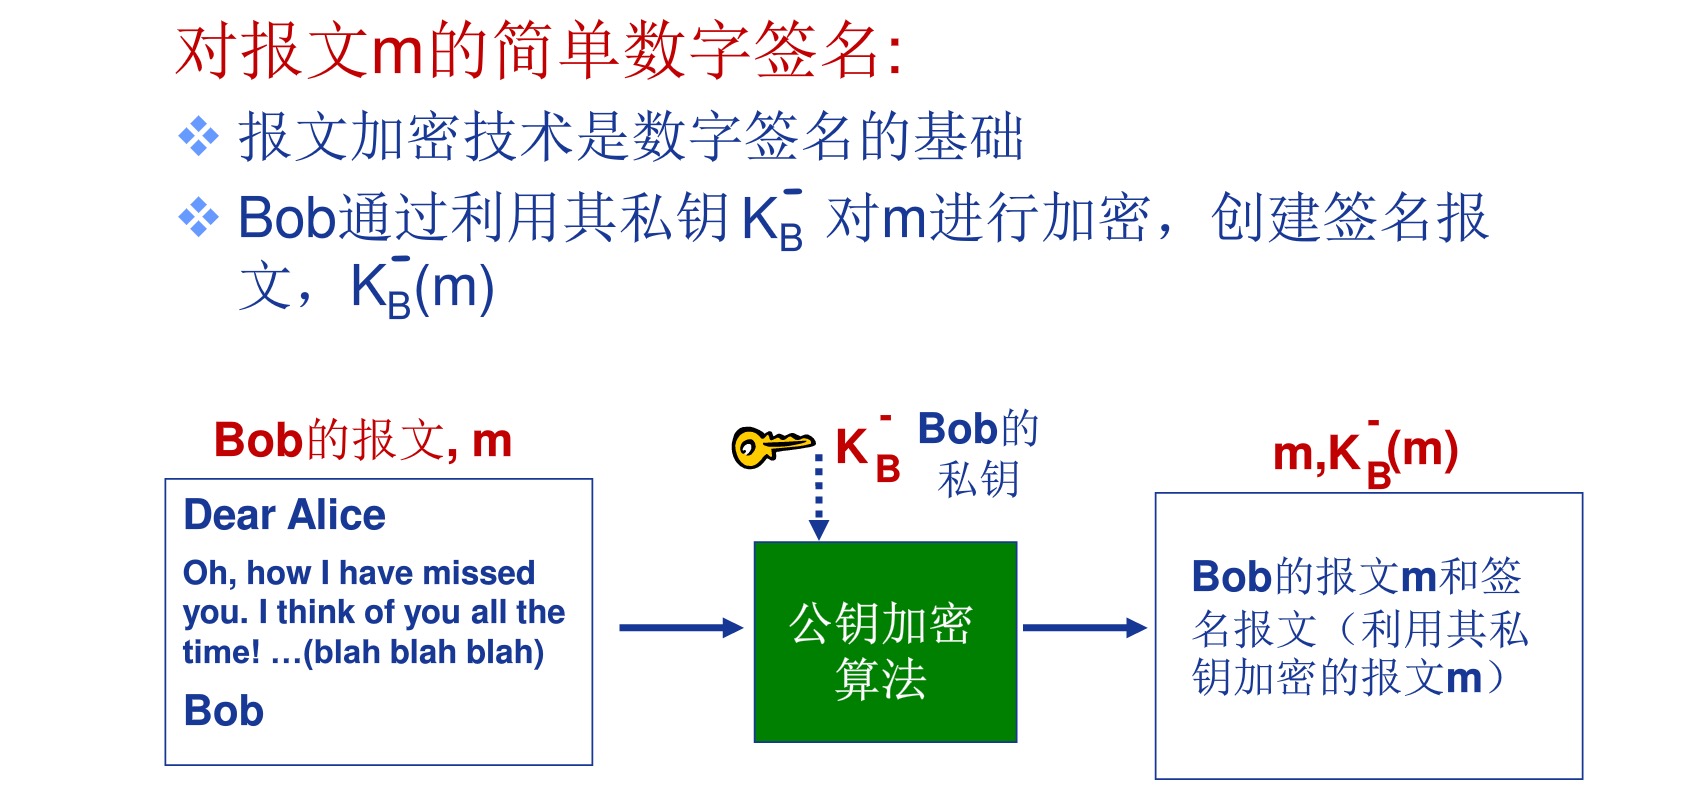 对报文m的简单数字签名:
报文加密技术是数字签名的基础
Bob通过利用其私钥 K_B^- 对m进行加密，创建签名报
文，K_B^-(m)
Bob的报文, m
Dear Alice
Oh, how I have missed
you. I think of you all the
time! …(blah blah blah)
Bob
K_B^-
Bob的
私钥
公钥加密
算法
m,K_B^-(m)
Bob的报文m和签
名报文（利用其私
钥加密的报文m）